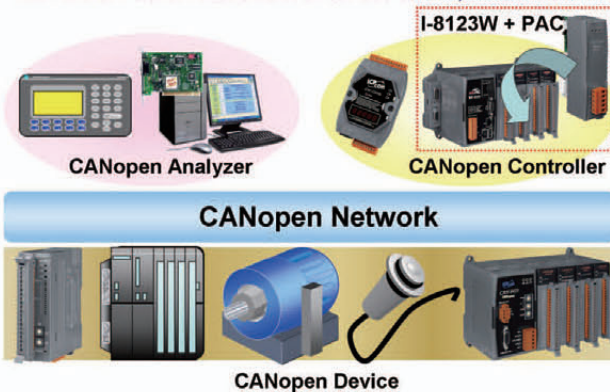 I-8123W + PAC
CANopen Analyzer
CANopen Controller
CANopen Network
CANopen Device